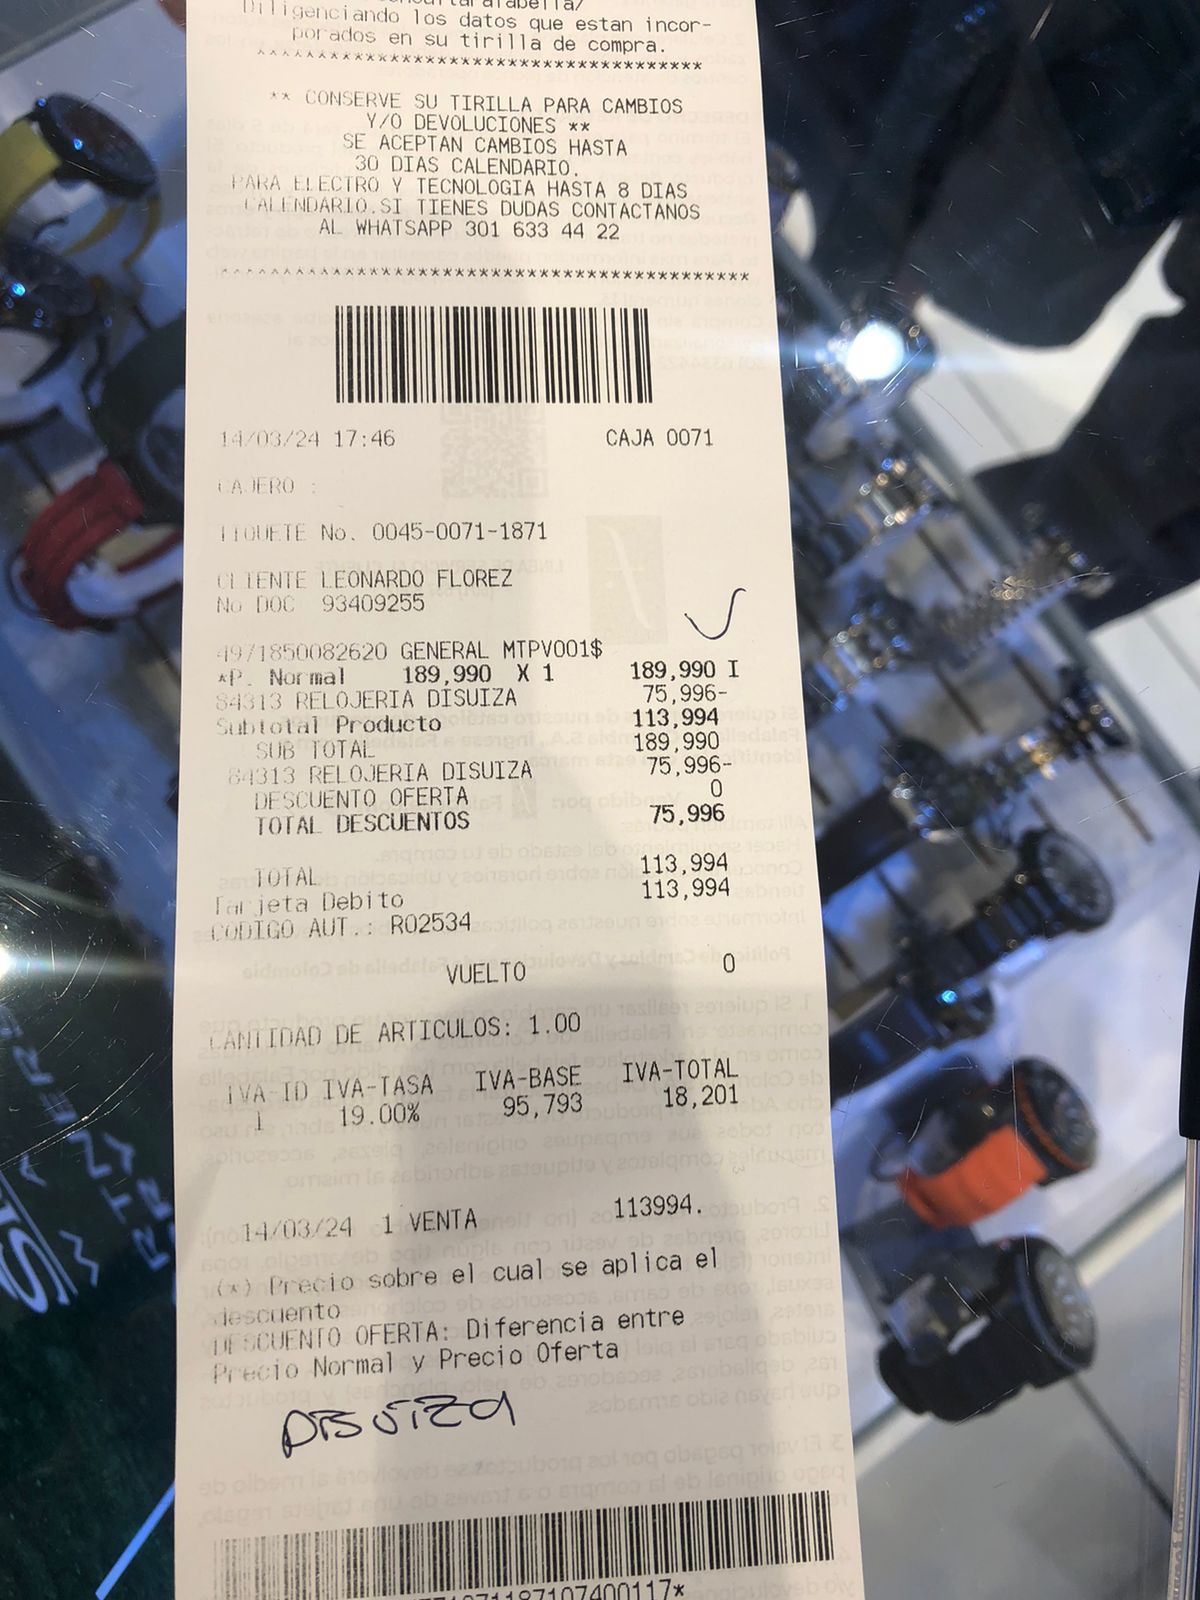 Diligenciando los datos que estan incor-
porados en su tirilla de compra.
****************************************
** CONSERVE SU TIRILLA PARA CAMBIOS
Y/O DEVOLUCIONES **
SE ACEPTAN CAMBIOS HASTA
30 DIAS CALENDARIO.
PARA ELECTRO Y TECNOLOGIA HASTA 8 DIAS
CALENDARIO.SI TIENES DUDAS CONTACTANOS
AL WHATSAPP 301 633 44 22
****************************************
14/03/24 17:46 CAJA 0071
CAJERO :
TIQUETE No. 0045-0071-1871
CLIENTE LEONARDO FLOREZ
No DOC 93409255
4971850082620 GENERAL MTPV001$
*P. Normal 189,990 X 1 189,990 I
84313 RELOJERIA DISUIZA 75,996-
Subtotal Producto 113,994
SUB TOTAL 189,990
84313 RELOJERIA DISUIZA 75,996-
DESCUENTO OFERTA 0
TOTAL DESCUENTOS 75,996
TOTAL 113,994
Tarjeta Debito 113,994
CODIGO AUT.: R02534
VUELTO 0
CANTIDAD DE ARTICULOS: 1.00
IVA-ID IVA-TASA IVA-BASE IVA-TOTAL
1 19.00% 95,793 18,201
14/03/24 1 VENTA 113994.
(*) Precio sobre el cual se aplica el
descuento
DESCUENTO OFERTA: Diferencia entre
Precio Normal y Precio Oferta
DISUIZA